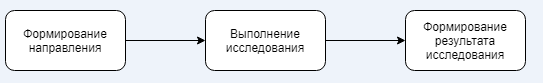 Формирование
направления
Выполнение
исследования
Формирование
результата
исследования